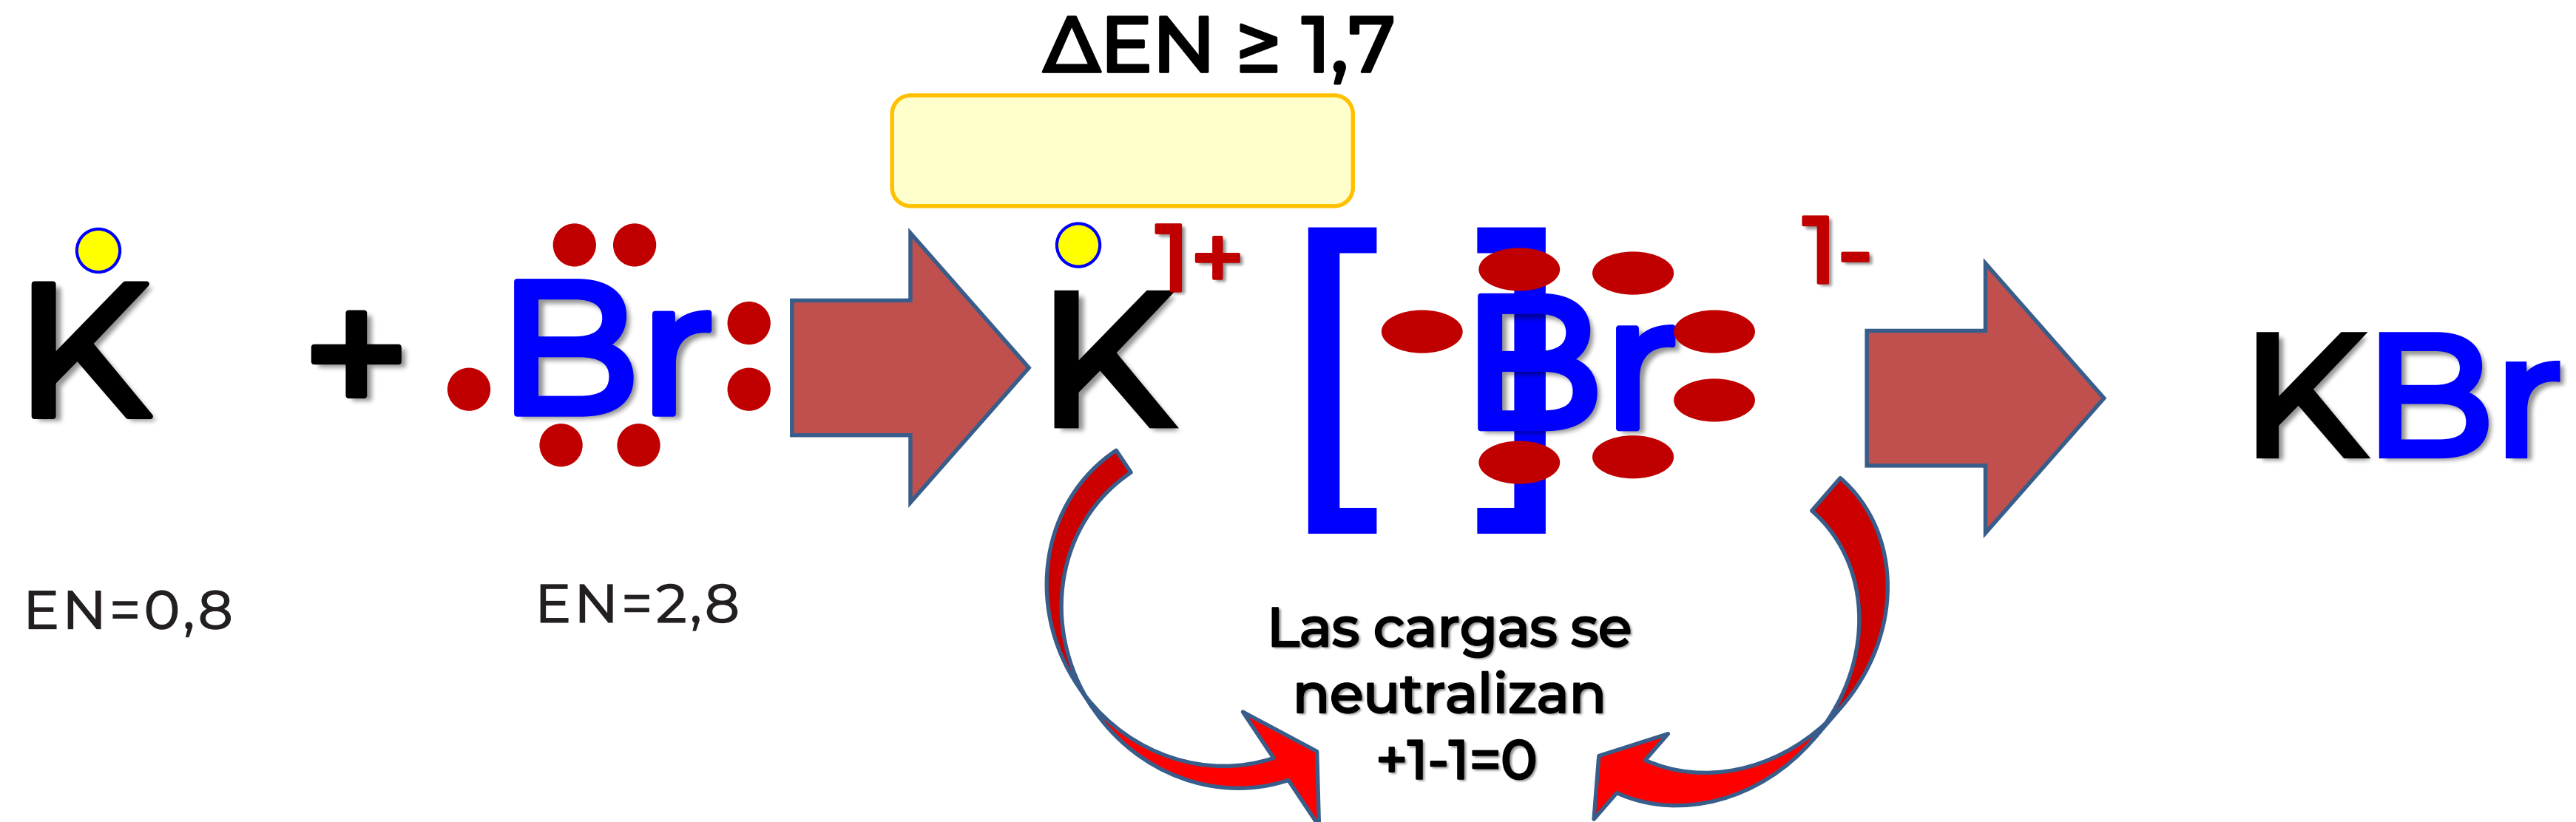 ΔEN ≥ 1,7
K + Br K 1+ [ Br ] 1- KBr
EN=0,8 EN=2,8
Las cargas se
neutralizan
+1-1=0